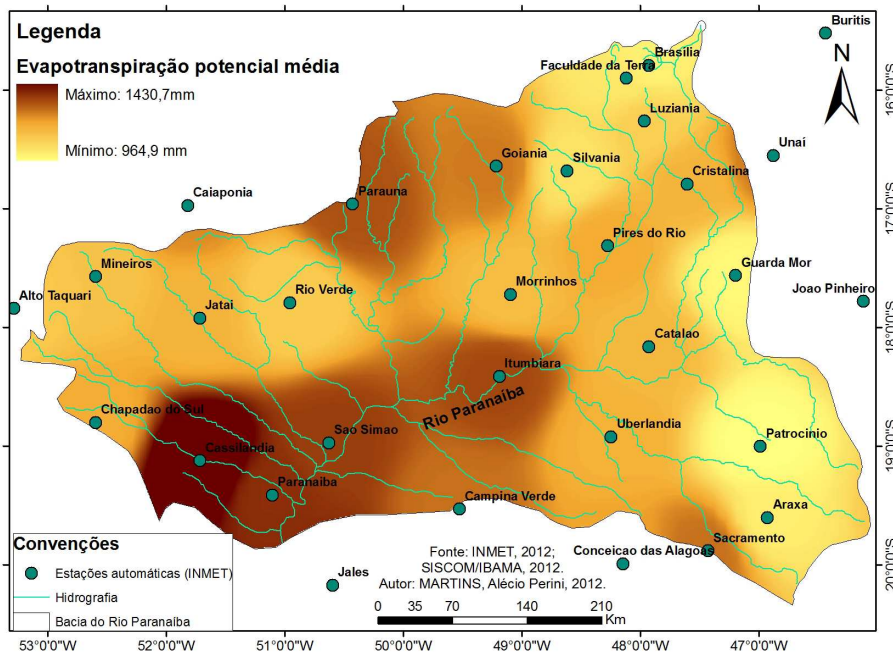 Legenda
Evapotranspiração potencial média
Máximo: 1430,7mm
Mínimo: 964,9 mm
Buritis
N
Brasilia
Faculdade da Terra
Luziania
Unaí
Goiania
Silvania
Cristalina
Caiaponia
Parauna
Pires do Rio
Guarda Mor
Mineiros
Alto Taquari
Jataí
Rio Verde
Morrinhos
Joao Pinheiro
Catalao
Itumbiara
Rio Paranaíba
Chapadao do Sul
Cassilandia
Sao Simao
Uberlandia
Patrocinio
Paranaiba
Campina Verde
Araxa
Sacramento
Conceicao das Alagoas
Jales
Convenções
Estações automáticas (INMET)
Hidrografia
Bacia do Rio Paranaíba
Fonte: INMET, 2012;
SISCOM/IBAMA, 2012.
Autor: MARTINS, Alécio Perini, 2012.
0 35 70 140 210
Km
16°0'0"S
17°0'0"S
18°0'0"S
19°0'0"S
20°0'0"S
53°0'0"W 52°0'0"W 51°0'0"W 50°0'0"W 49°0'0"W 48°0'0"W 47°0'0"W